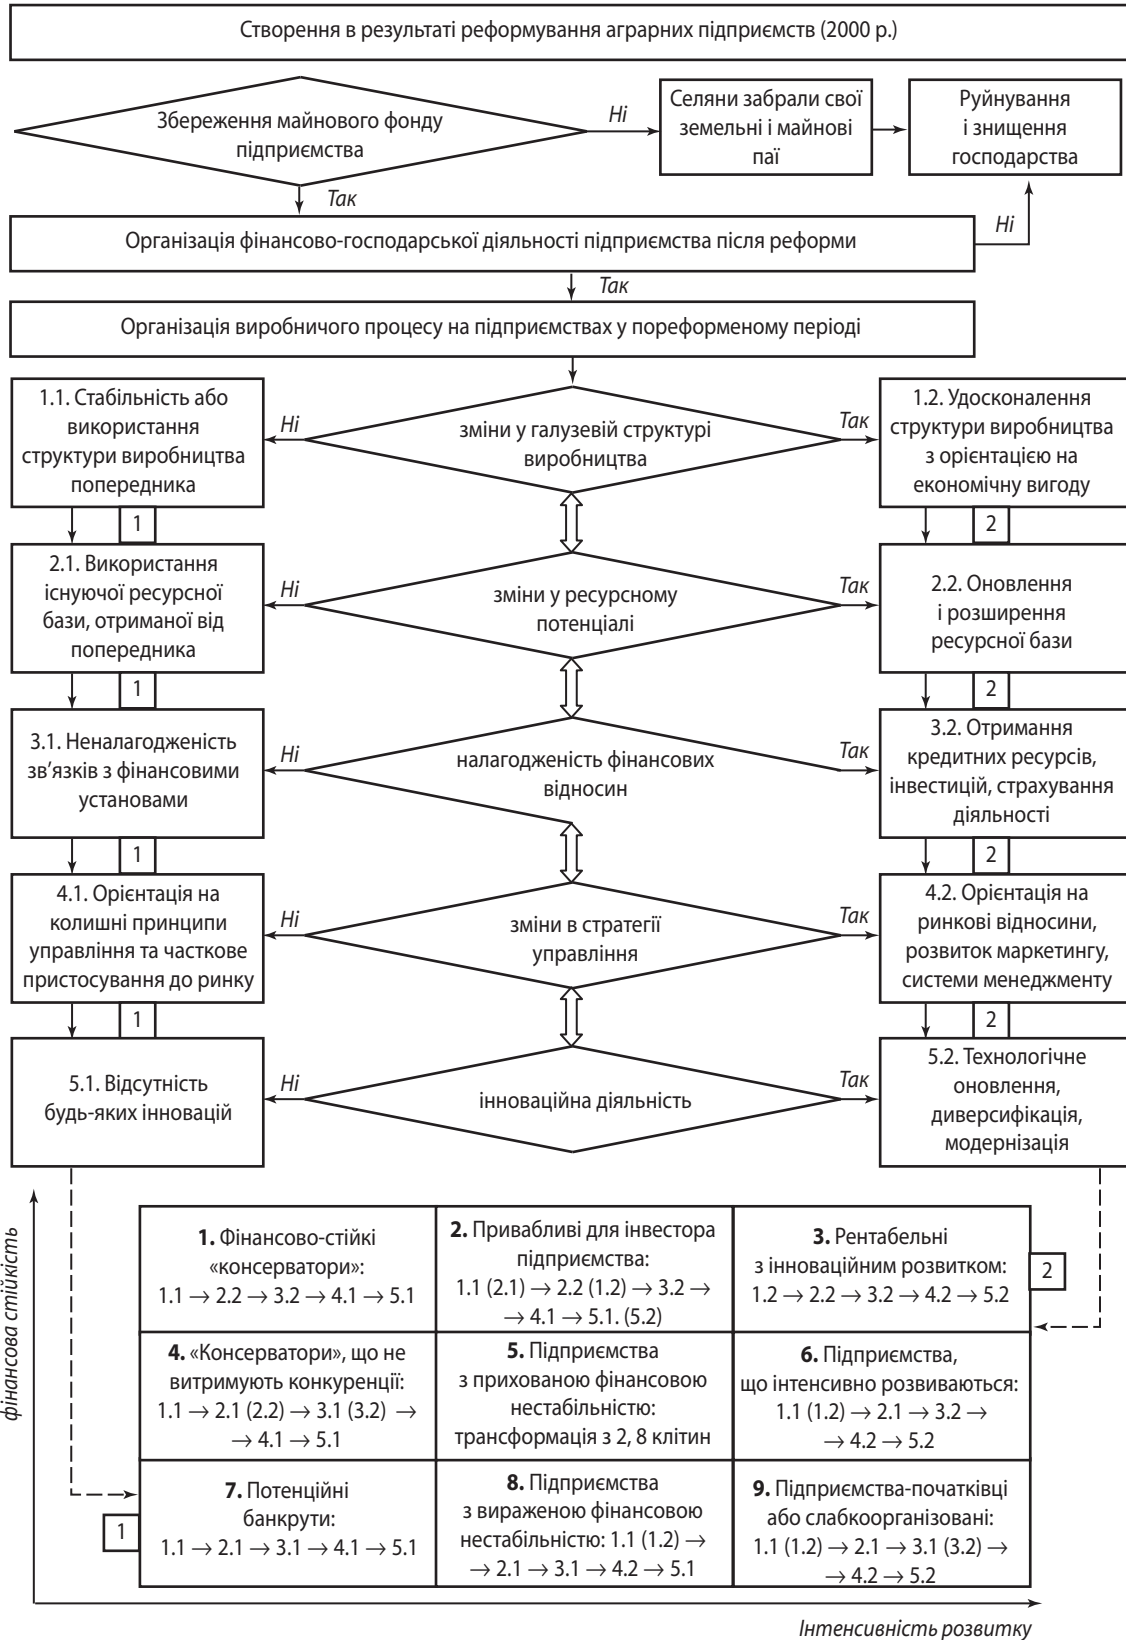 Створення в результаті реформування аграрних підприємств (2000 р.)
Збереження майнового фонду
підприємства
Ні
Селяни забрали свої
земельні і майнові
паї
Руйнування
і знищення
господарства
Так
Організація фінансово-господарської діяльності підприємства після реформи
Ні
Так
Організація виробничого процесу на підприємствах у пореформеному періоді
1.1. Стабільність або
використання
структури виробництва
попередника
Ні
зміни у галузевій структурі
виробництва
Так
1.2. Удосконалення
структури виробництва
з орієнтацією на
економічну вигоду
1
2
2.1. Використання
існуючої ресурсної
бази, отриманої від
попередника
Ні
зміни у ресурсному
потенціалі
Так
2.2. Оновлення
і розширення
ресурсної бази
1
2
3.1. Неналагодженість
зв'язків з фінансовими
установами
Ні
налагодженість фінансових
відносин
Так
3.2. Отримання
кредитних ресурсів,
інвестицій, страхування
діяльності
1
2
4.1. Орієнтація на
колишні принципи
управління та часткове
пристосування до ринку
Ні
зміни в стратегії
управління
Так
4.2. Орієнтація на
ринкові відносини,
розвиток маркетингу,
системи менеджменту
1
2
5.1. Відсутність
будь-яких інновацій
Ні
інноваційна діяльність
Так
5.2. Технологічне
оновлення,
диверсифікація,
модернізація
фінансова стійкість
1. Фінансово-стійкі
«консерватори»:
1.1 → 2.2 → 3.2 → 4.1 → 5.1
2. Привабливі для інвестора
підприємства:
1.1 (2.1) → 2.2 (1.2) → 3.2 →
→ 4.1 → 5.1. (5.2)
3. Рентабельні
з інноваційним розвитком:
1.2 → 2.2 → 3.2 → 4.2 → 5.2
2
4. «Консерватори», що не
витримують конкуренції:
1.1 → 2.1 (2.2) → 3.1 (3.2) →
→ 4.1 → 5.1
5. Підприємства
з прихованою фінансовою
нестабільністю:
трансформація з 2, 8 клітин
6. Підприємства,
що інтенсивно розвиваються:
1.1 (1.2) → 2.1 → 3.2 →
→ 4.2 → 5.2
1
7. Потенційні
банкрути:
1.1 → 2.1 → 3.1 → 4.1 → 5.1
8. Підприємства
з вираженою фінансовою
нестабільністю: 1.1 (1.2) →
→ 2.1 → 3.1 → 4.2 → 5.1
9. Підприємства-початківці
або слабкоорганізовані:
1.1 (1.2) → 2.1 → 3.1 (3.2) →
→ 4.2 → 5.2
Інтенсивність розвитку